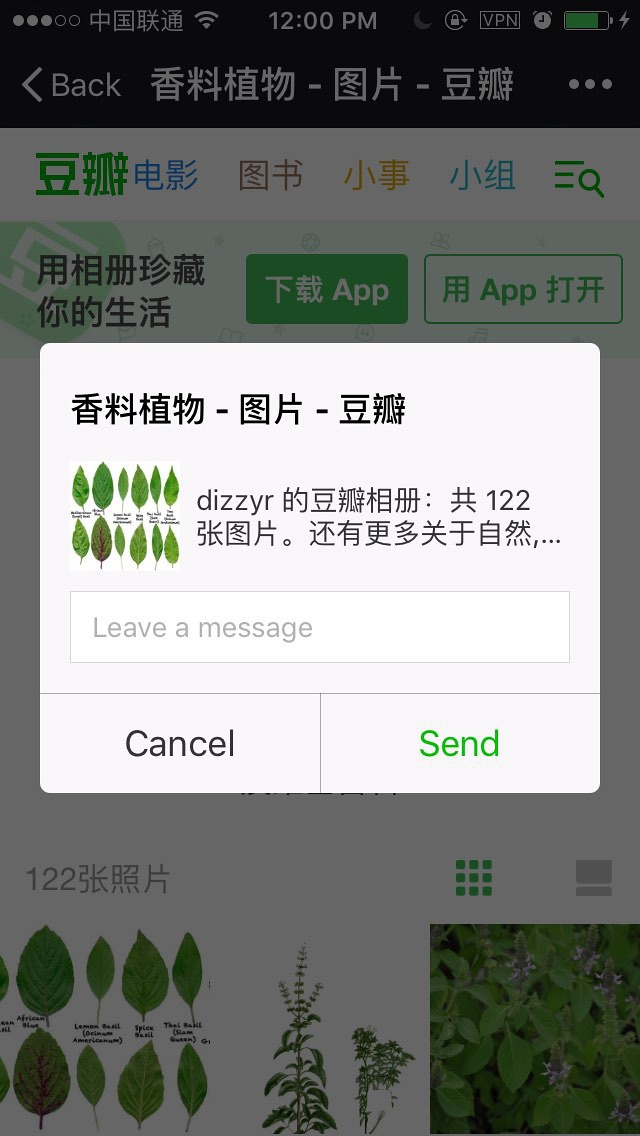 中国联通 12:00 PM VPN
Back 香料植物 - 图片 - 豆瓣
豆瓣 电影 图书 小事 小组
用相册珍藏
你的生活
下载 App
用 App 打开
香料植物 - 图片 - 豆瓣
dizzyr 的豆瓣相册：共 122
张图片。还有更多关于自然,...
Leave a message
Cancel
Send
122张照片
African
Blue
Lemon Basil
(Ocinum
Americanum)
Spice
Basil
Thai Basil
(Siam
Queen)